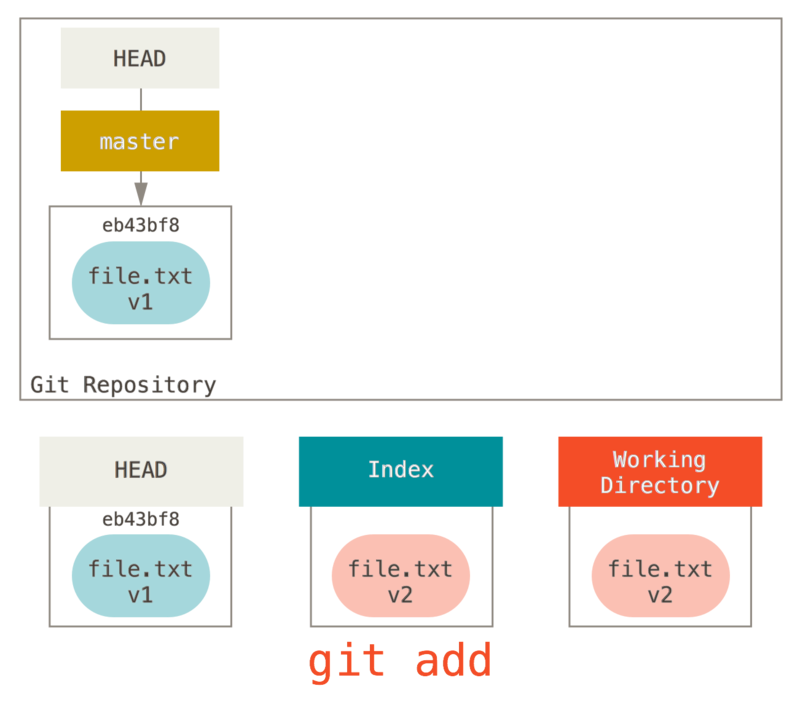 HEAD
master
eb43bf8
file.txt
v1
Git Repository
HEAD
eb43bf8
file.txt
v1
Index
file.txt
v2
Working
Directory
file.txt
v2
git add